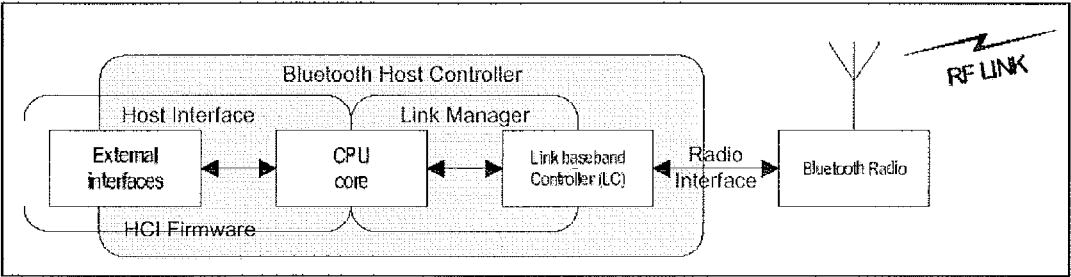 Bluetooth Host Controller
RF LINK
Host Interface
Link Manager
External
interfaces
CPU
core
Link baseband
Controller (LC)
Radio
Interface
Bluetooth Radio
HCI Firmware